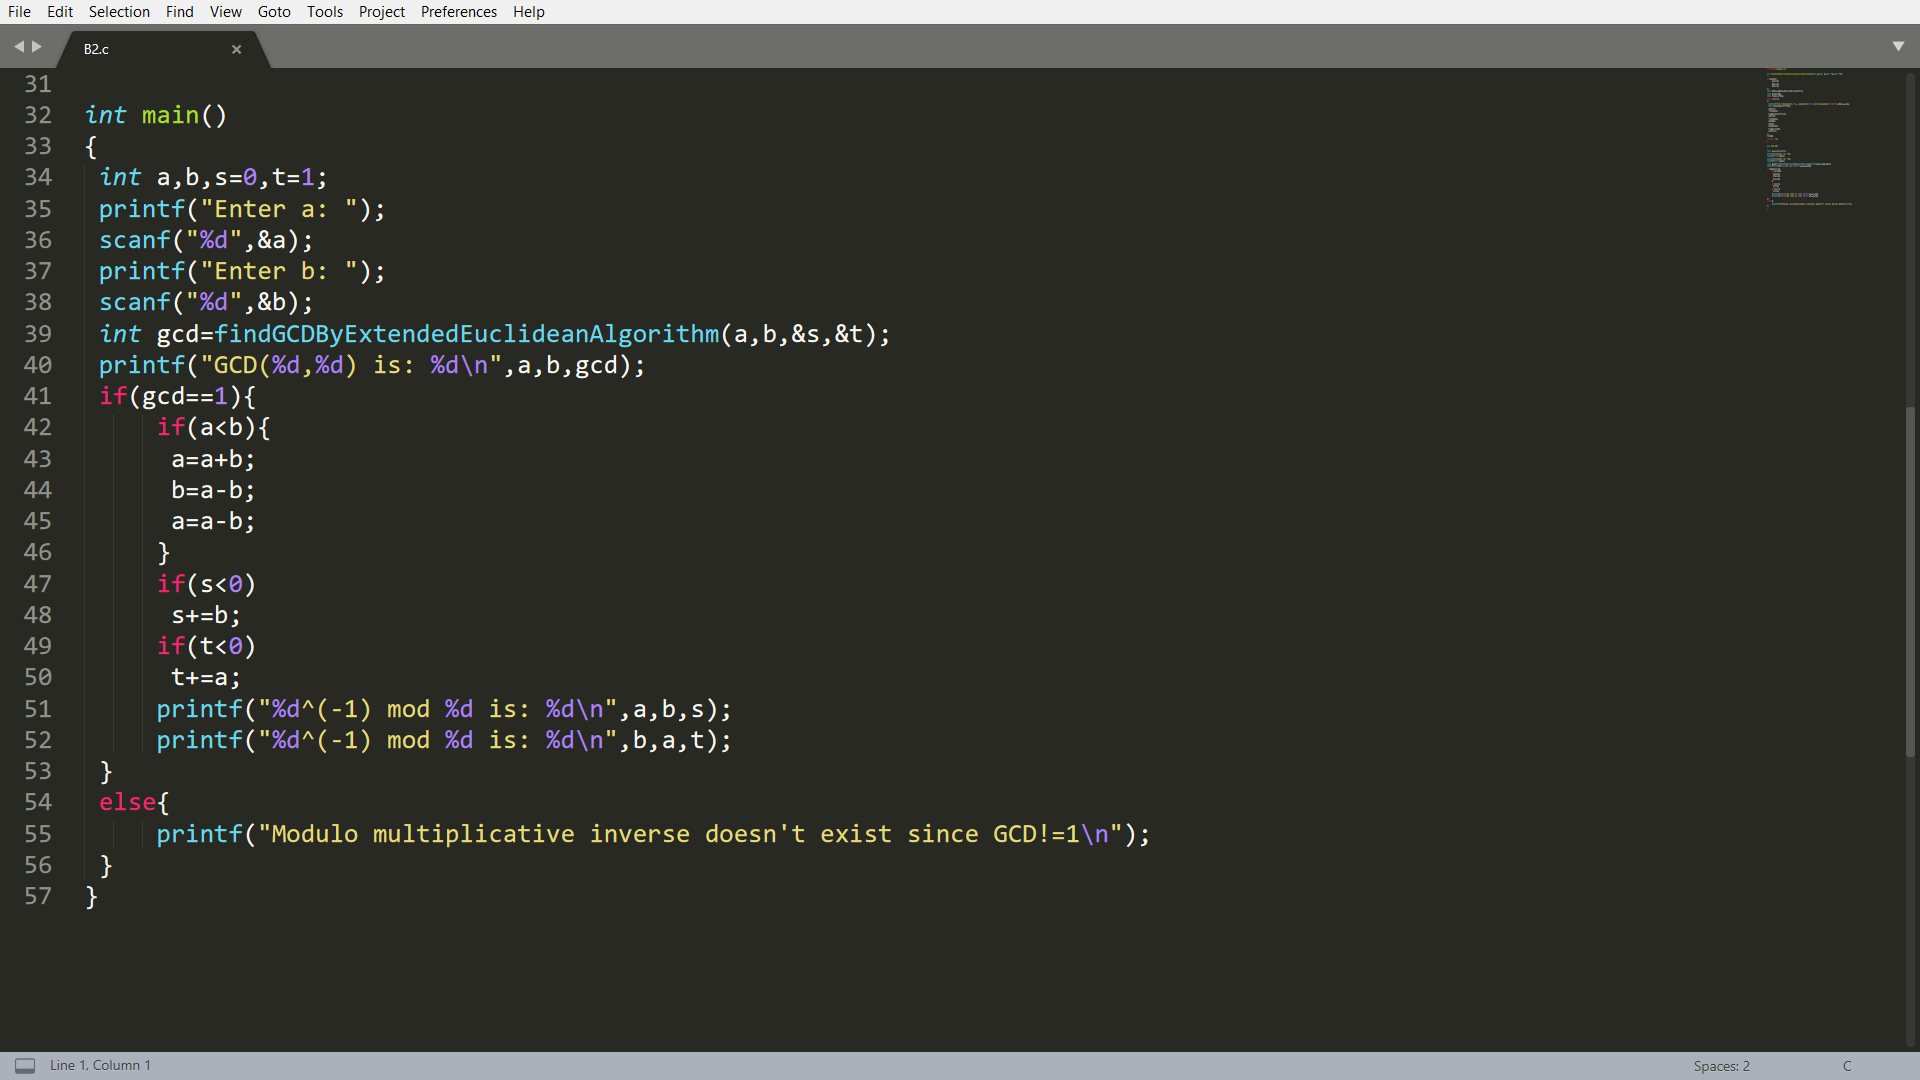 File Edit Selection Find View Goto Tools Project Preferences Help
B2.c
31
32 int main()
33 {
34 int a,b,s=0,t=1;
35 printf("Enter a: ");
36 scanf("%d",&a);
37 printf("Enter b: ");
38 scanf("%d",&b);
39 int gcd=findGCDByExtendedEuclideanAlgorithm(a,b,&s,&t);
40 printf("GCD(%d,%d) is: %d\n",a,b,gcd);
41 if(gcd==1){
42 if(a<b){
43 a=a+b;
44 b=a-b;
45 a=a-b;
46 }
47 if(s<0)
48 s+=b;
49 if(t<0)
50 t+=a;
51 printf("%d^(-1) mod %d is: %d\n",a,b,s);
52 printf("%d^(-1) mod %d is: %d\n",b,a,t);
53 }
54 else{
55 printf("Modulo multiplicative inverse doesn't exist since GCD!=1\n");
56 }
57 }
Line 1, Column 1
Spaces: 2
C